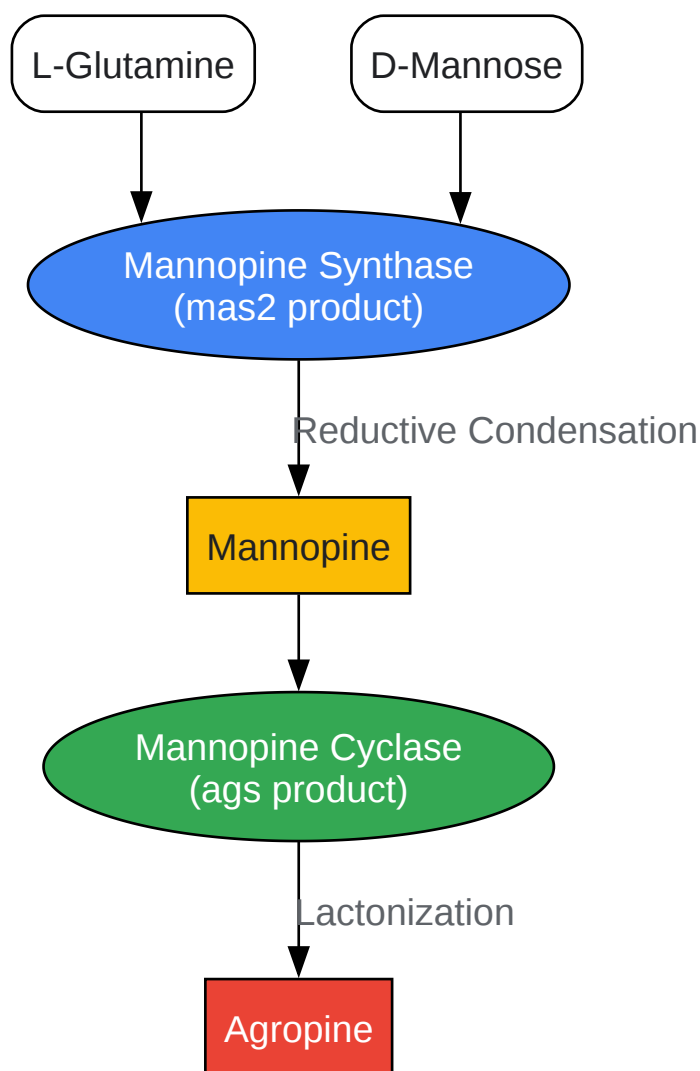 L-Glutamine
D-Mannose
Mannopine Synthase
(mas2 product)
Reductive Condensation
Mannopine
Mannopine Cyclase
(ags product)
Lactonization
Agropine